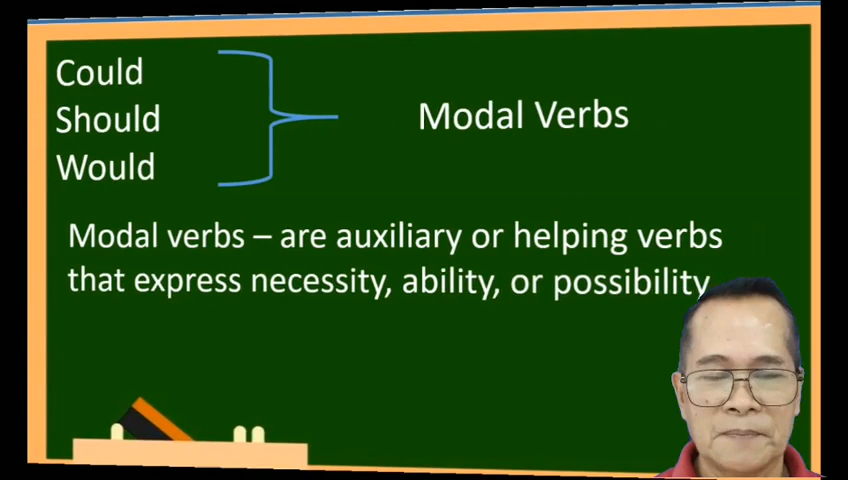 Could
Should
Would
Modal Verbs
Modal verbs – are auxiliary or helping verbs
that express necessity, ability, or possibility